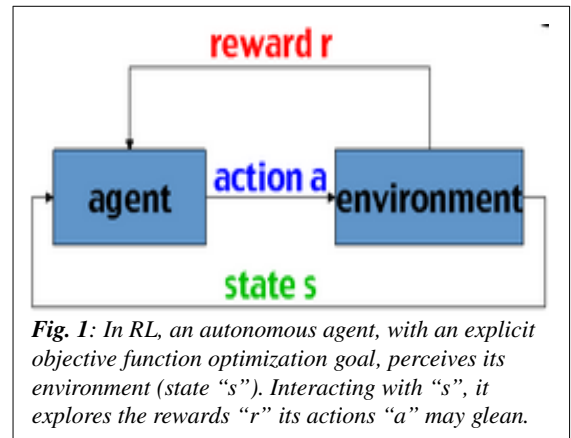 reward r
agent
action a
environment
state s
Fig. 1: In RL, an autonomous agent, with an explicit
objective function optimization goal, perceives its
environment (state “s”). Interacting with “s”, it
explores the rewards “r” its actions “a” may glean.